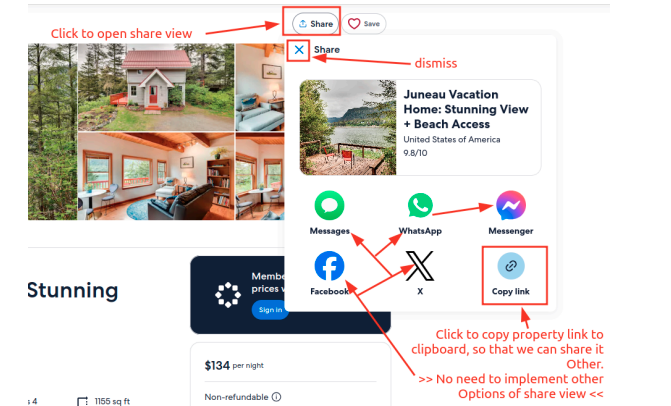 Share
Save
Click to open share view
Share
dismiss
Juneau Vacation
Home: Stunning View
+ Beach Access
United States of America
9.8/10
Messages
WhatsApp
Messenger
Facebook
X
Copy link
Stunning
Membe
prices w
Sign in
Click to copy property link to
clipboard, so that we can share it
Other.
>> No need to implement other
Options of share view <<
$134 per night
Non-refundable
s 4
1155 sq ft